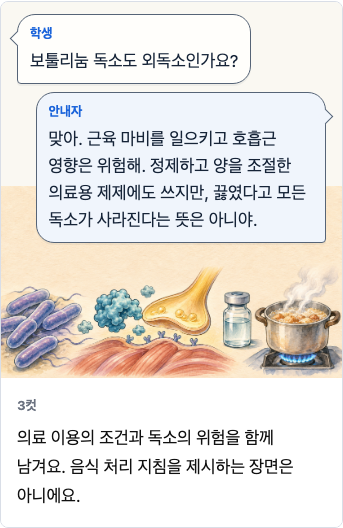 학생
보툴리눔 독소도 외독소인가요?
안내자
맞아. 근육 마비를 일으키고 호흡근
영향은 위험해. 정제하고 양을 조절한
의료용 제제에도 쓰지만, 끓였다고 모든
독소가 사라진다는 뜻은 아니야.
3컷
의료 이용의 조건과 독소의 위험을 함께
남겨요. 음식 처리 지침을 제시하는 장면은
아니에요.